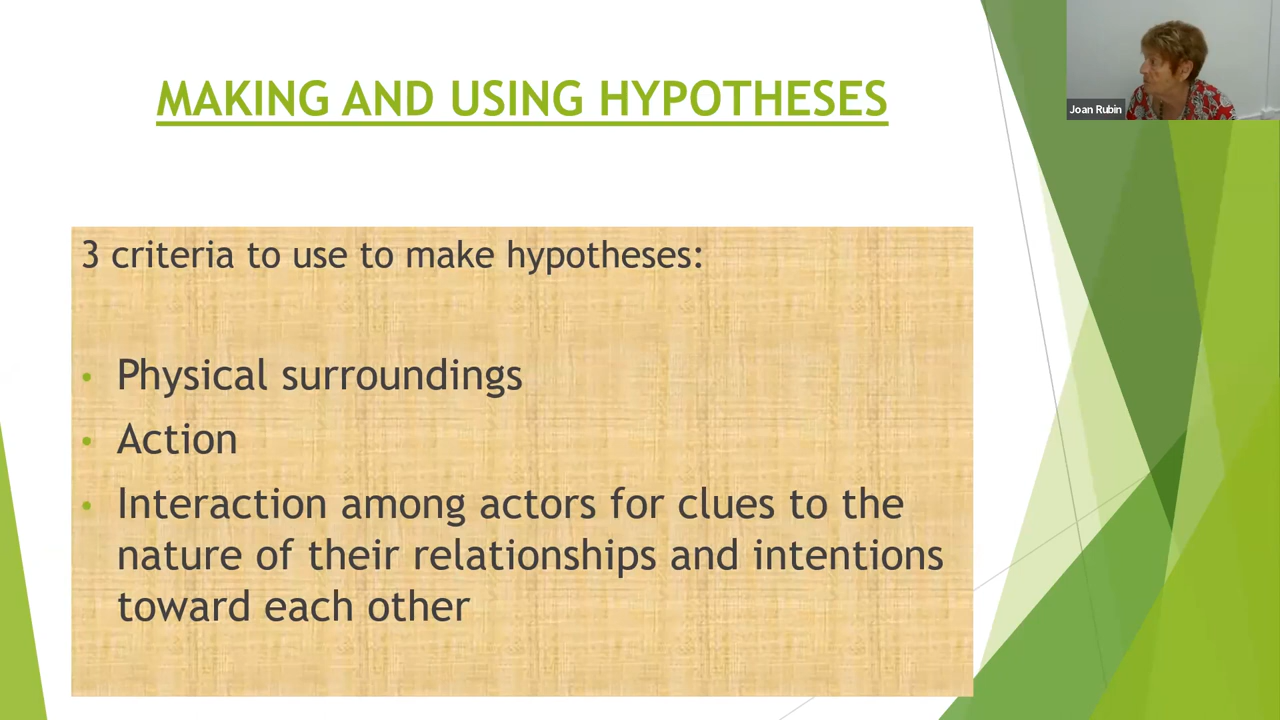 MAKING AND USING HYPOTHESES
Joan Rubin
3 criteria to use to make hypotheses:
• Physical surroundings
• Action
• Interaction among actors for clues to the
nature of their relationships and intentions
toward each other